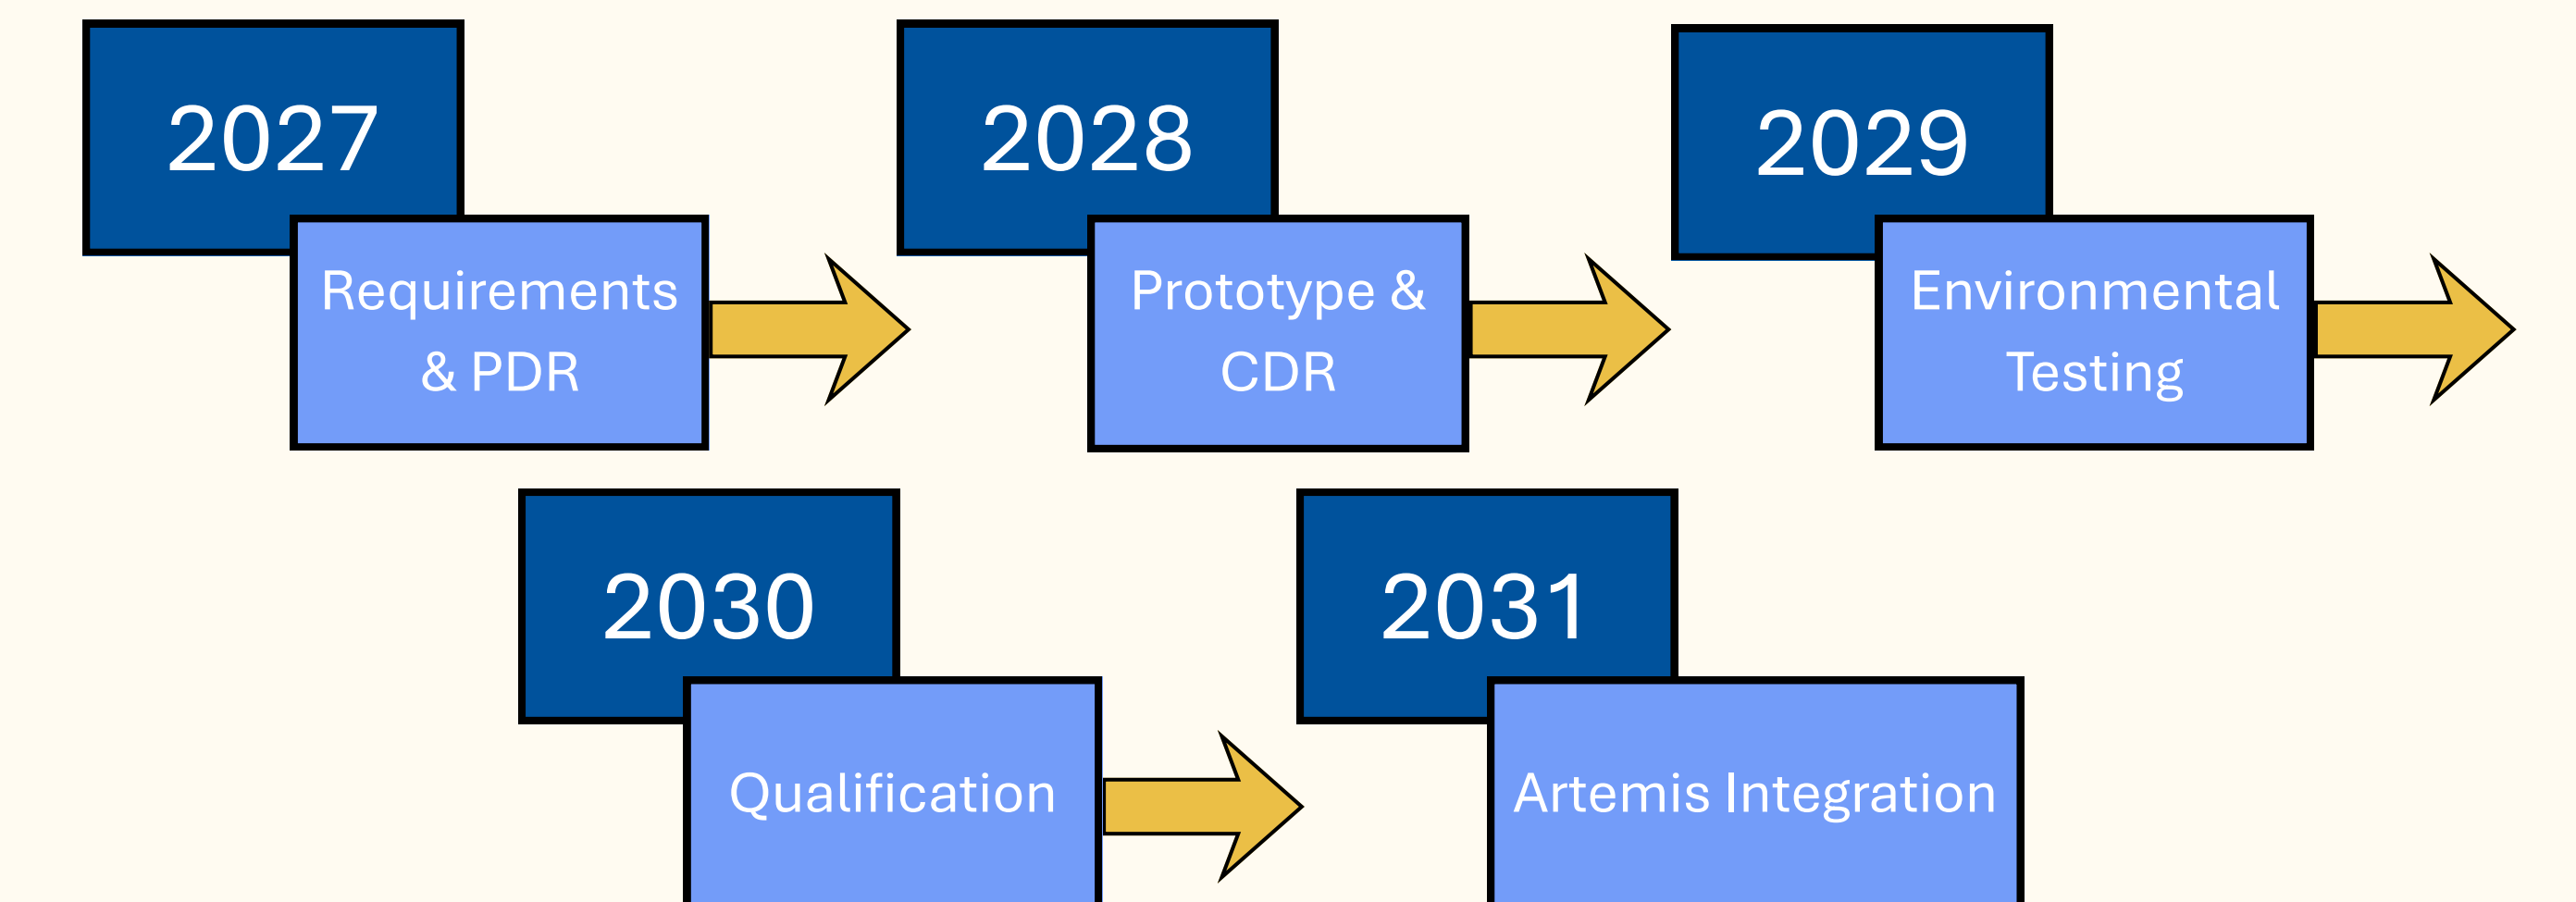 2027
Requirements
& PDR
2028
Prototype &
CDR
2029
Environmental
Testing
2030
Qualification
2031
Artemis Integration